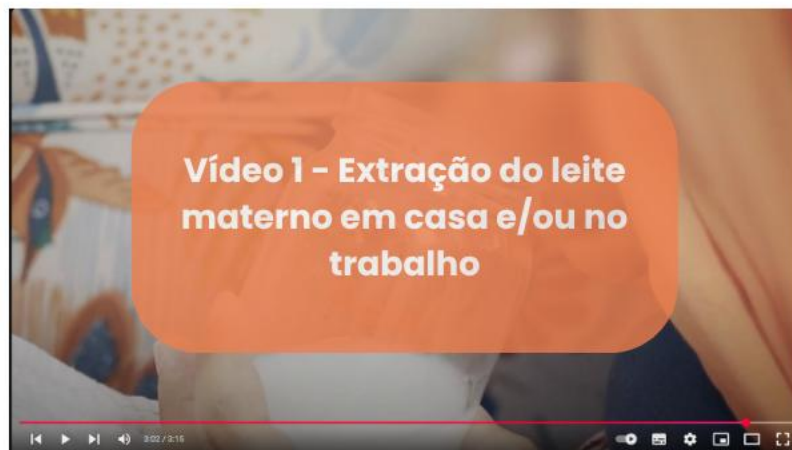 Vídeo 1 - Extração do leite
materno em casa e/ou no
trabalho
3:02 / 3:15